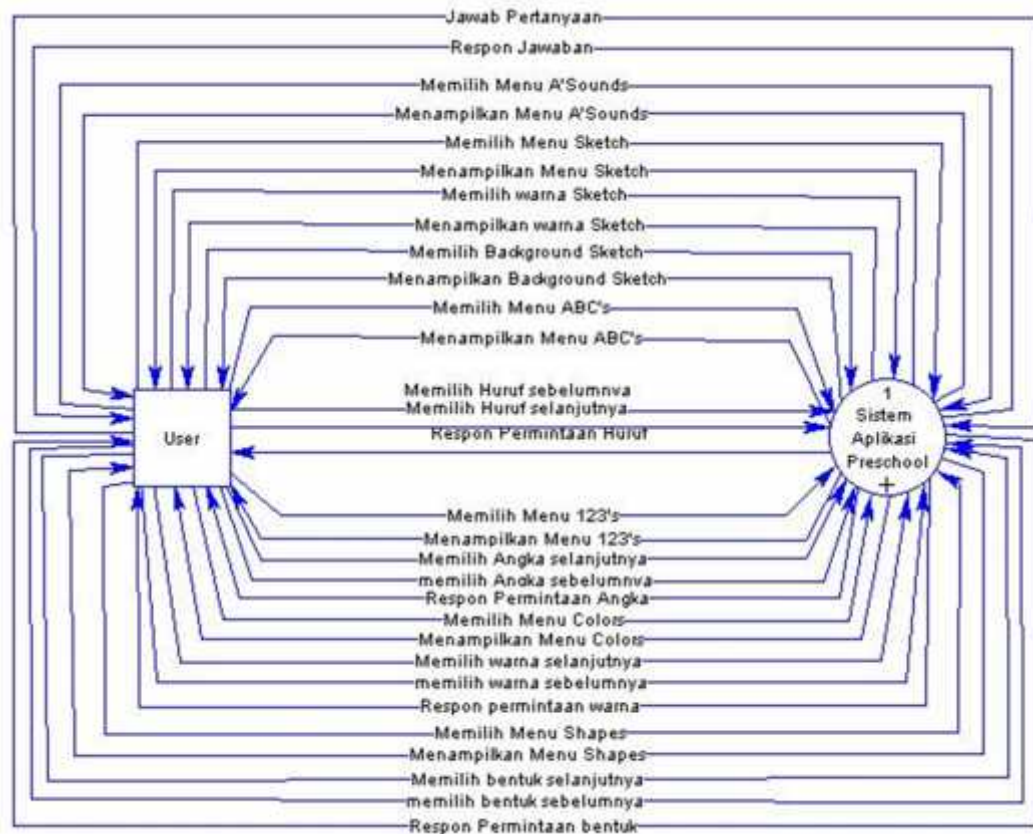 Jawab Pertanyaan
Respon Jawaban
Memilih Menu A'Sounds
Menampilkan Menu A'Sounds
Memilih Menu Sketch
Menampilkan Menu Sketch
Memilih warna Sketch
Menampilkan warna Sketch
Memilih Background Sketch
Menampilkan Background Sketch
Memilih Menu ABC's
Menampilkan Menu ABC's
Memilih Huruf sebelumnya
Memilih Huruf selanjutnya
Respon Permintaan Huruf
User
1
Sistem
Aplikasi
Preschool
+
Memilih Menu 123's
Menampilkan Menu 123's
Memilih Angka selanjutnya
memilih Angka sebelumnya
Respon Permintaan Angka
Memilih Menu Colors
Menampilkan Menu Colors
Memilih warna selanjutnya
memilih warna sebelumnya
Respon permintaan warna
Memilih Menu Shapes
Menampilkan Menu Shapes
Memilih bentuk selanjutnya
memilih bentuk sebelumnya
Respon Permintaan bentuk